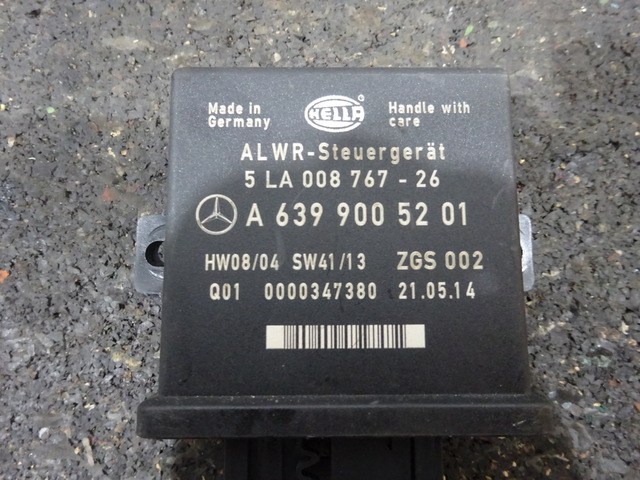 Made in Germany
HELLA ®
Handle with care
ALWR-Steuergerät
5 LA 008 767 - 26
A 639 900 52 01
HW08/04 SW41/13 ZGS 002
Q01 0000347380 21.05.14